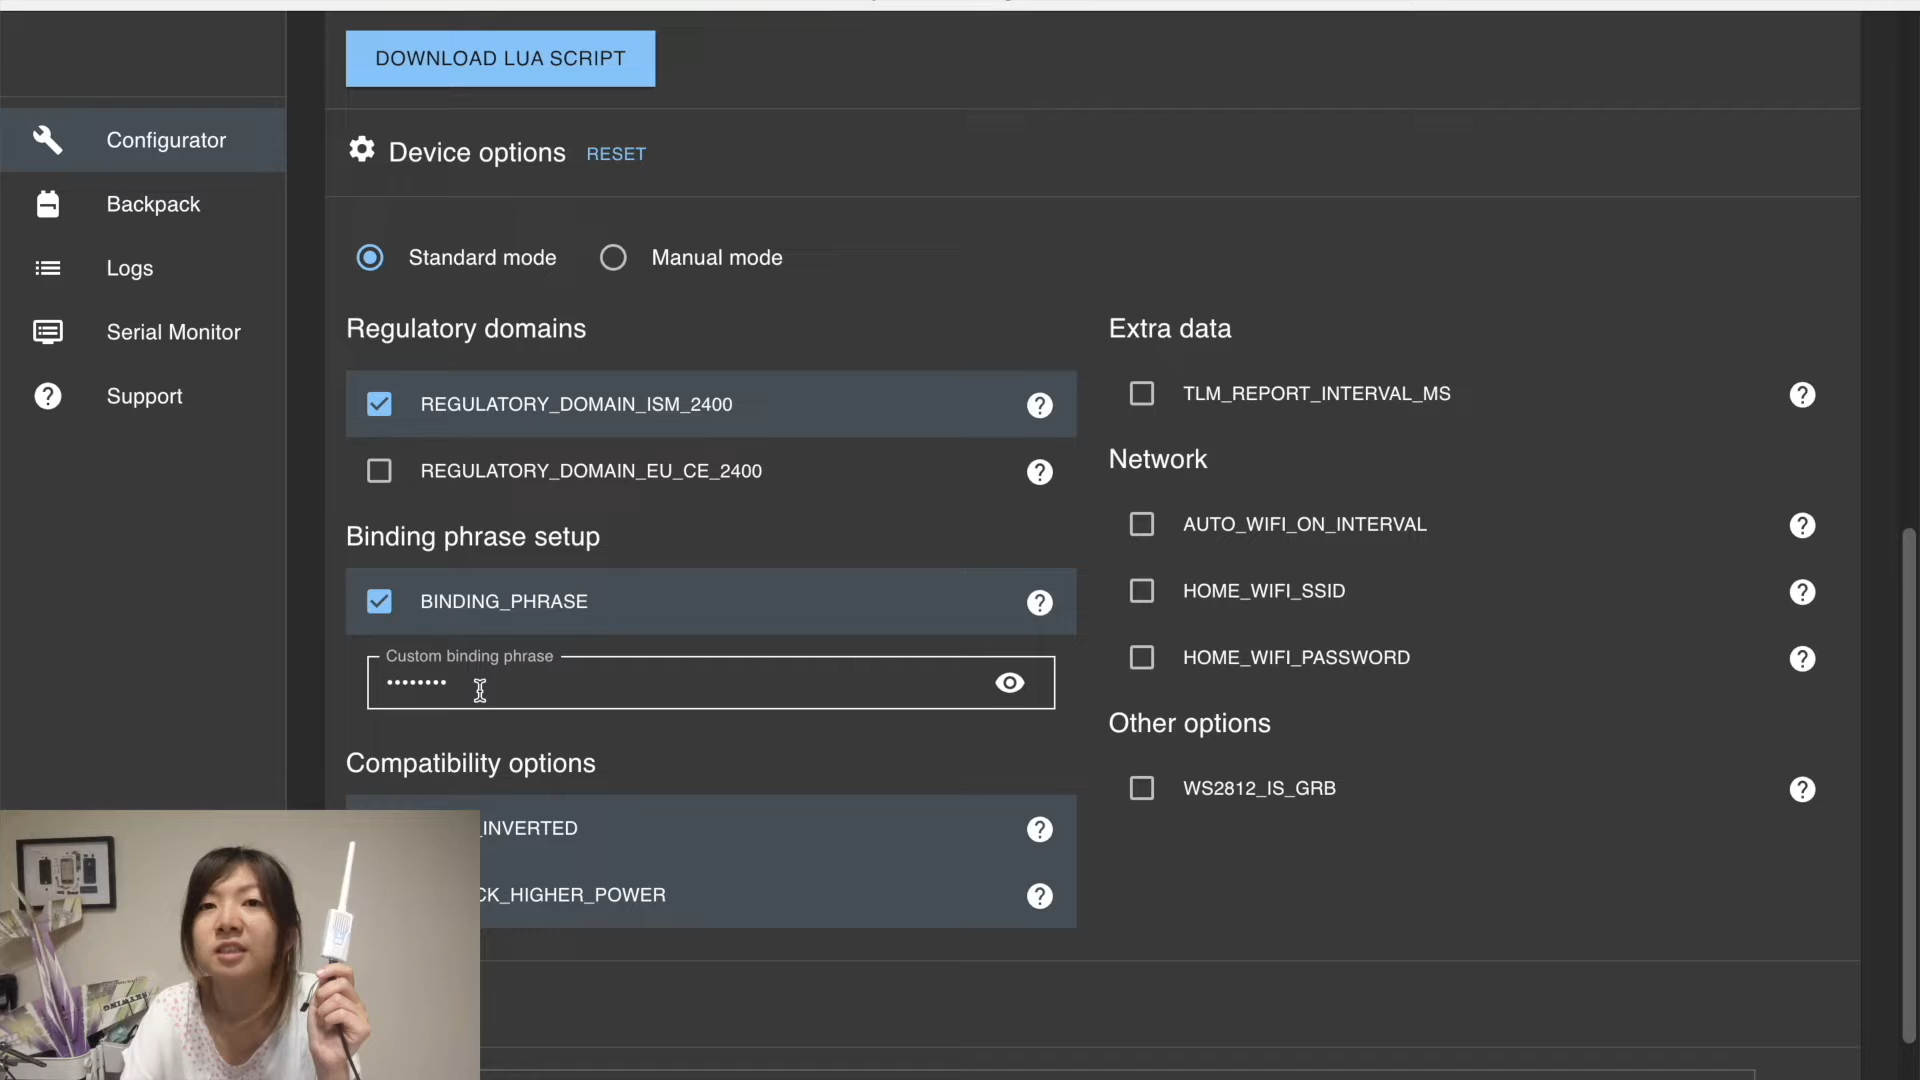 DOWNLOAD LUA SCRIPT
Configurator
Backpack
Logs
Serial Monitor
Support
Device options RESET
Standard mode Manual mode
Regulatory domains
REGULATORY_DOMAIN_ISM_2400
REGULATORY_DOMAIN_EU_CE_2400
Binding phrase setup
BINDING_PHRASE
Custom binding phrase
••••••••
Compatibility options
_INVERTED
CK_HIGHER_POWER
Extra data
TLM_REPORT_INTERVAL_MS
Network
AUTO_WIFI_ON_INTERVAL
HOME_WIFI_SSID
HOME_WIFI_PASSWORD
Other options
WS2812_IS_GRB